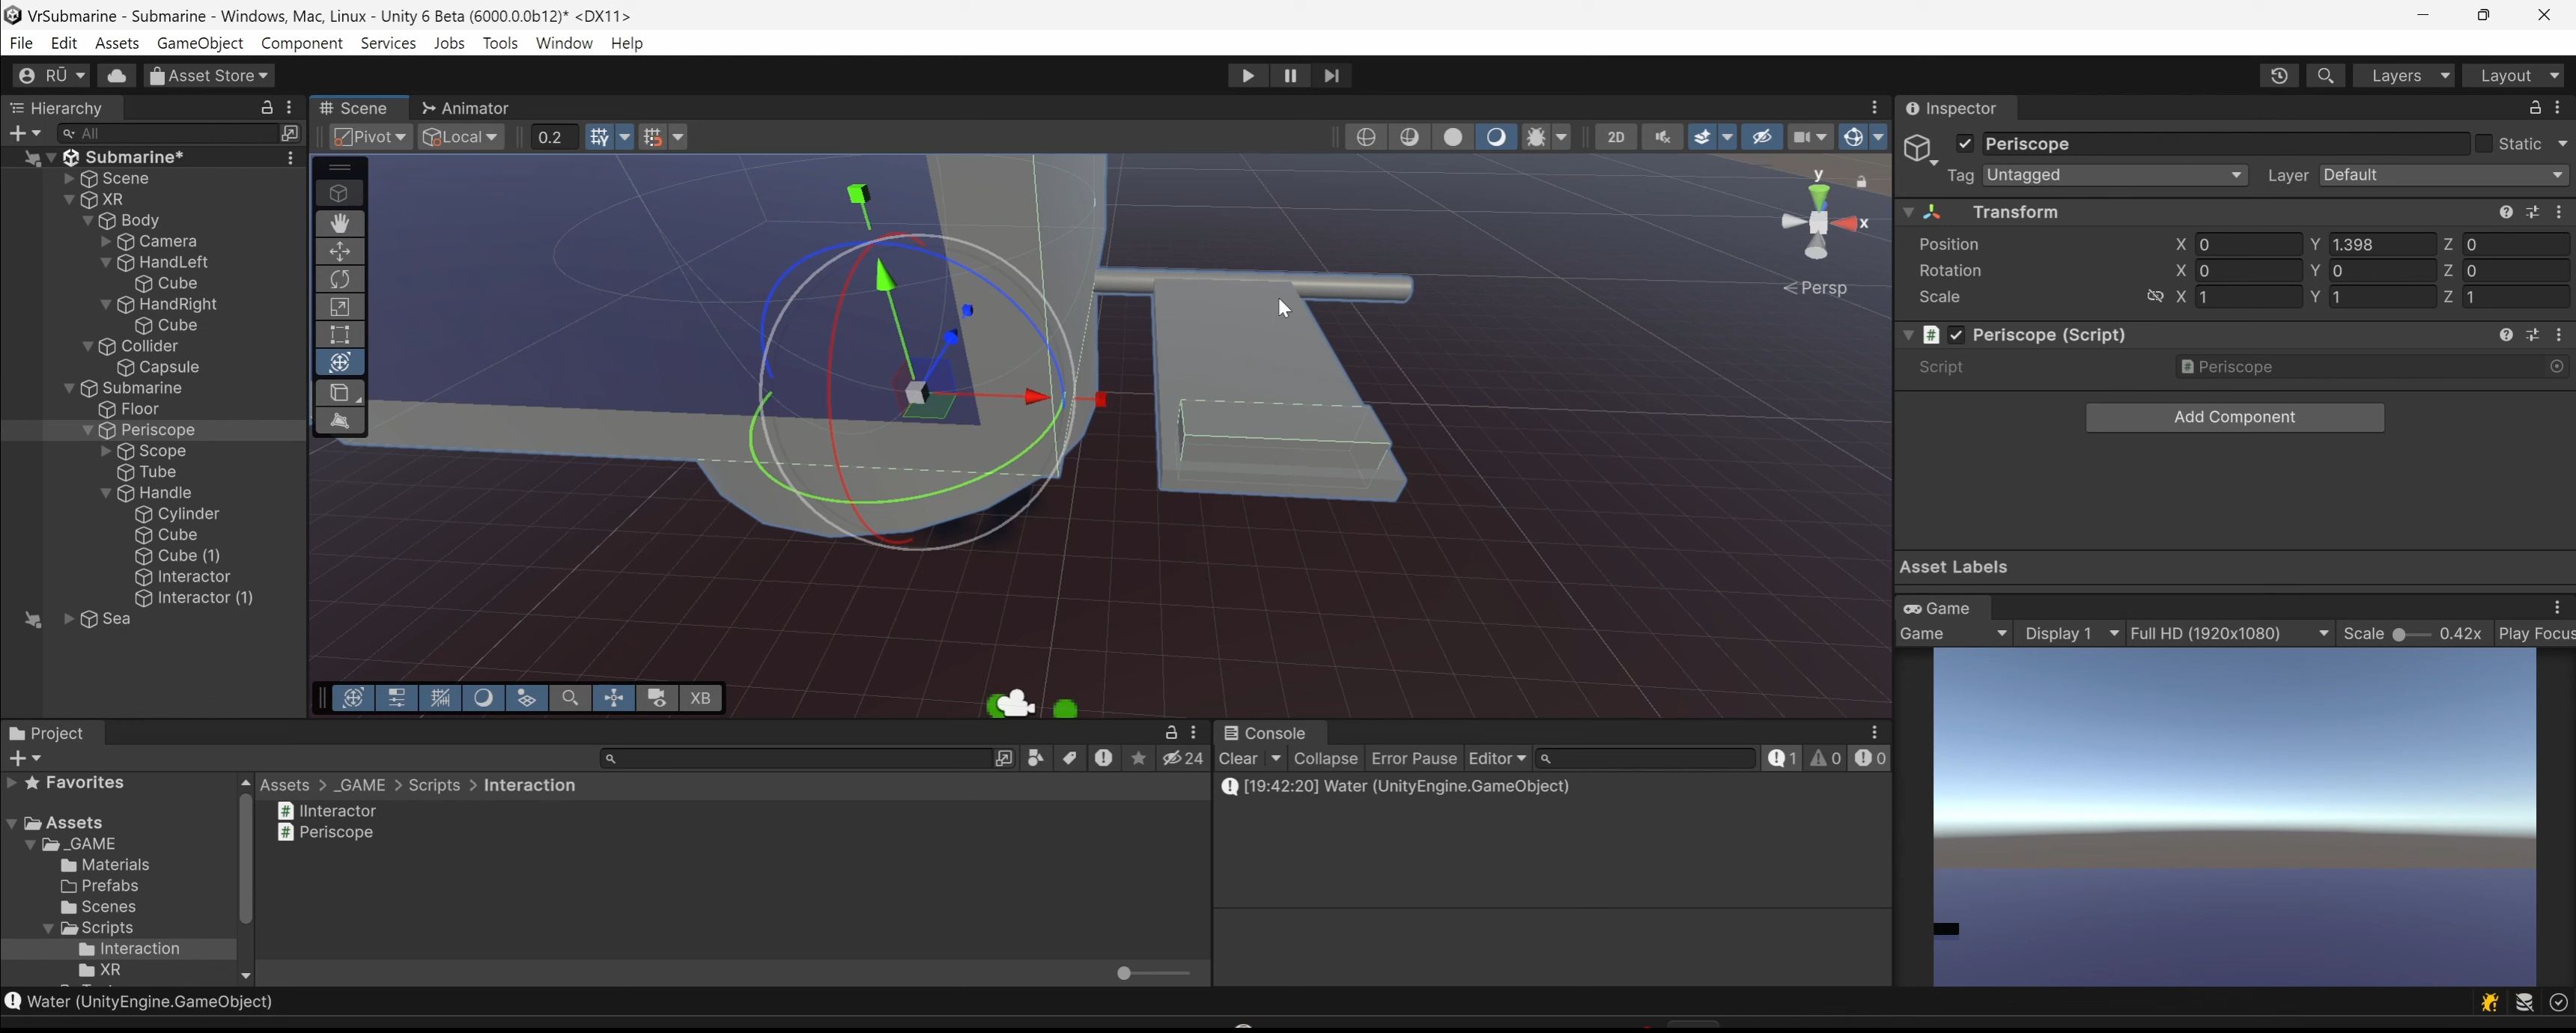 VrSubmarine - Submarine - Windows, Mac, Linux - Unity 6 Beta (6000.0.0b12)* <DX11>
File Edit Assets GameObject Component Services Jobs Tools Window Help
RŪ Asset Store Layers Layout
Hierarchy
All
Submarine*
Scene
XR
Body
Camera
HandLeft
Cube
HandRight
Cube
Collider
Capsule
Submarine
Floor
Periscope
Scope
Tube
Handle
Cylinder
Cube
Cube (1)
Interactor
Interactor (1)
Sea
Scene Animator
Pivot Local 0.2 2D
y
x
Persp
XB
Inspector
Periscope Static
Tag Untagged Layer Default
Transform
Position X 0 Y 1.398 Z 0
Rotation X 0 Y 0 Z 0
Scale X 1 Y 1 Z 1
# Periscope (Script)
Script Periscope
Add Component
Asset Labels
Game
Game Display 1 Full HD (1920x1080) Scale 0.42x Play Focus
Project
24
Favorites
Assets
_GAME
Materials
Prefabs
Scenes
Scripts
Interaction
XR
Assets > _GAME > Scripts > Interaction
# IInteractor
# Periscope
Console
Clear Collapse Error Pause Editor 1 0 0
[19:42:20] Water (UnityEngine.GameObject)
Water (UnityEngine.GameObject)